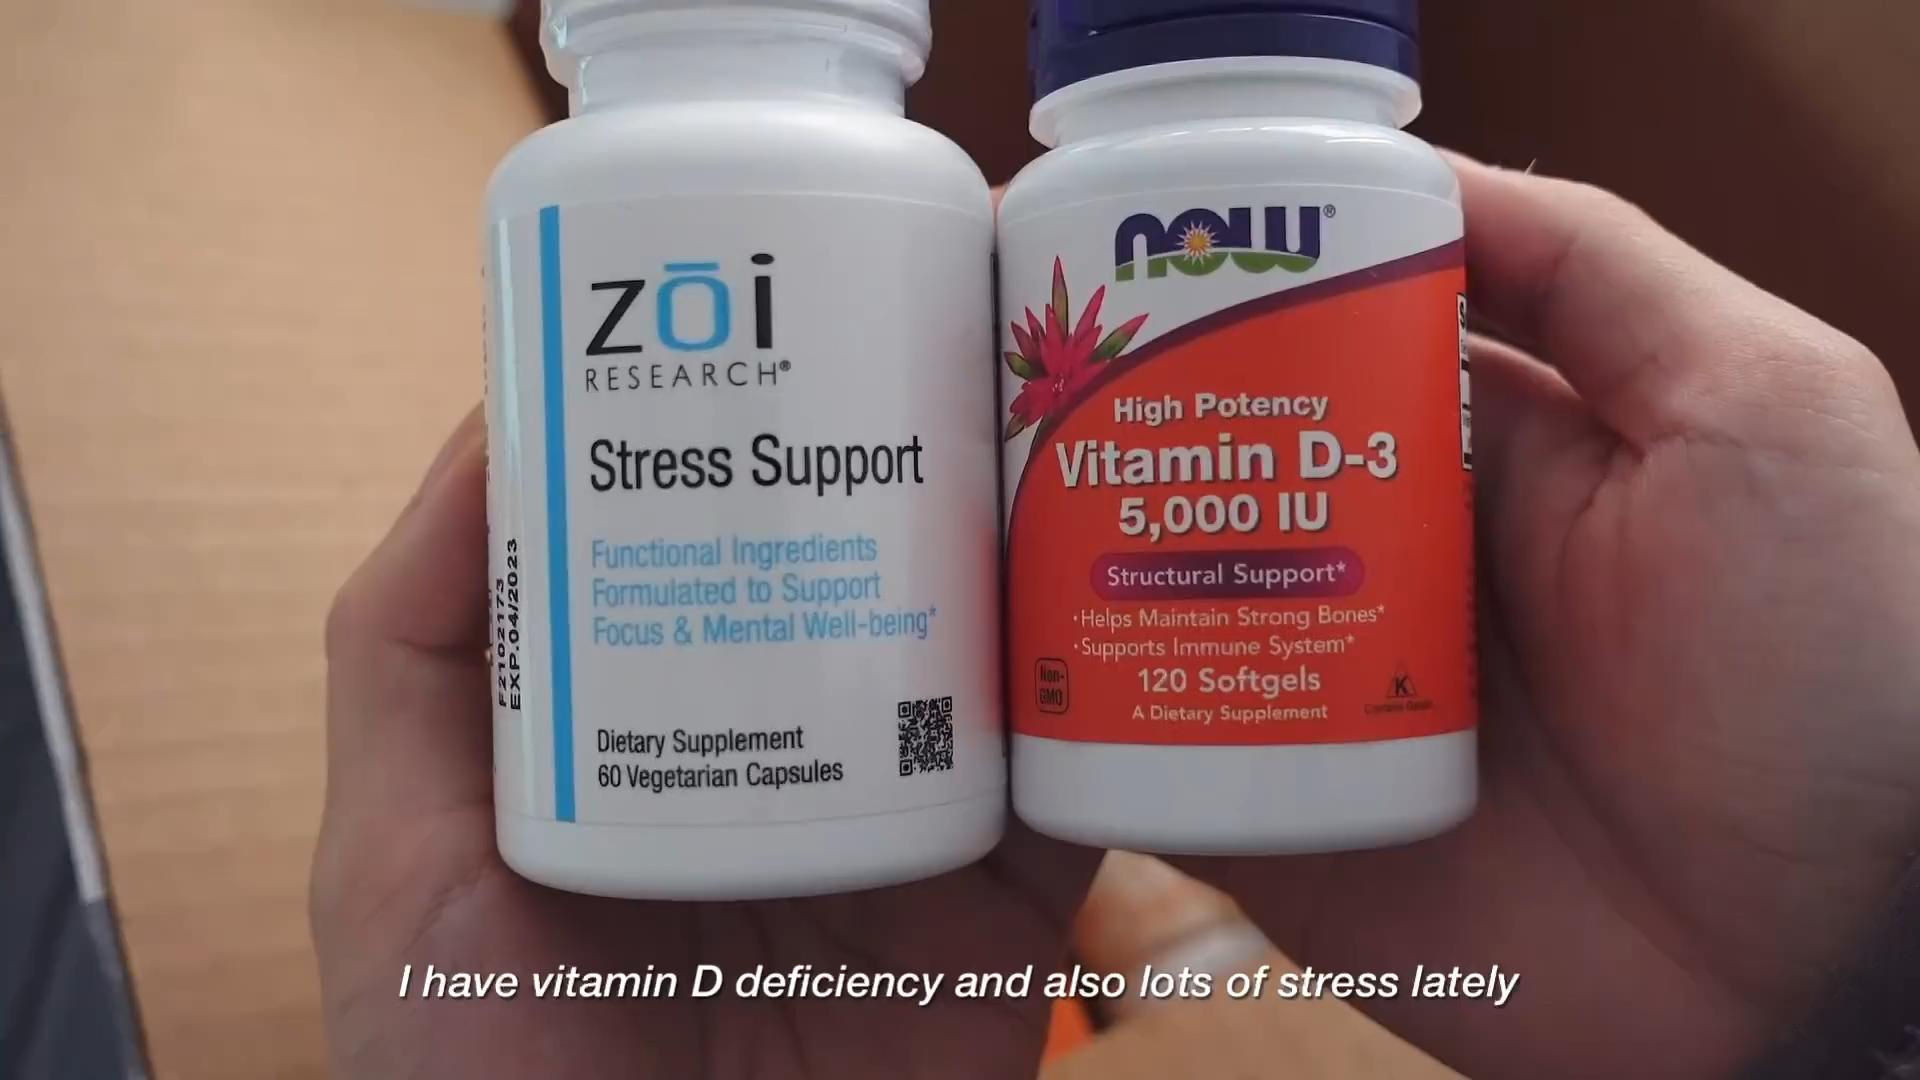 zōi
RESEARCH®
Stress Support
Functional Ingredients
Formulated to Support
Focus & Mental Well-being*
Dietary Supplement
60 Vegetarian Capsules
F2102173
EXP.04/2023
NOW®
High Potency
Vitamin D-3
5,000 IU
Structural Support*
•Helps Maintain Strong Bones*
•Supports Immune System*
120 Softgels
A Dietary Supplement
Non-
GMO
K
Contains Gelatin
I have vitamin D deficiency and also lots of stress lately